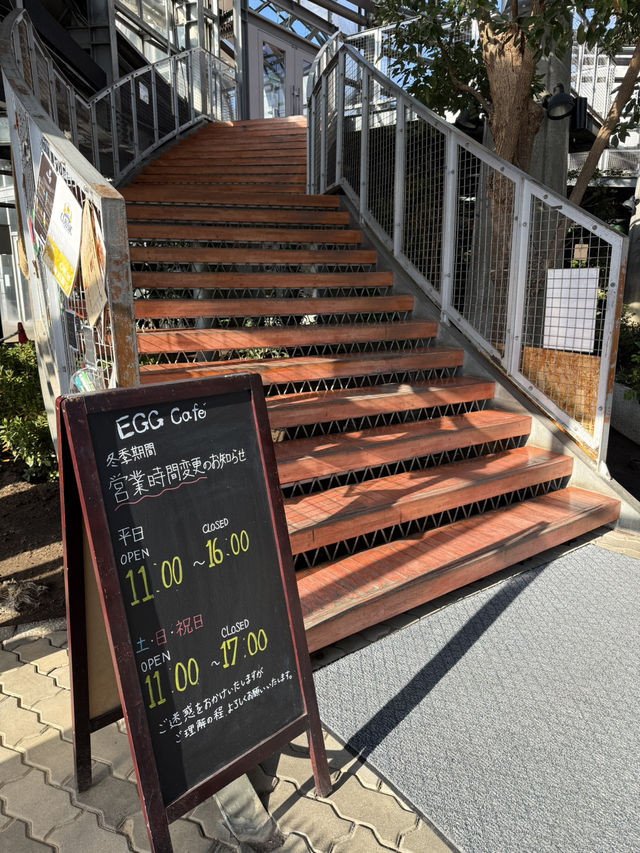 EGG Café
冬季期間
営業時間変更のお知らせ
平日
OPEN CLOSED
11:00 ～ 16:00
土・日・祝日
OPEN CLOSED
11:00 ～ 17:00
ご迷惑をおかけいたしますが
ご理解の程、よろしくお願いいたします。